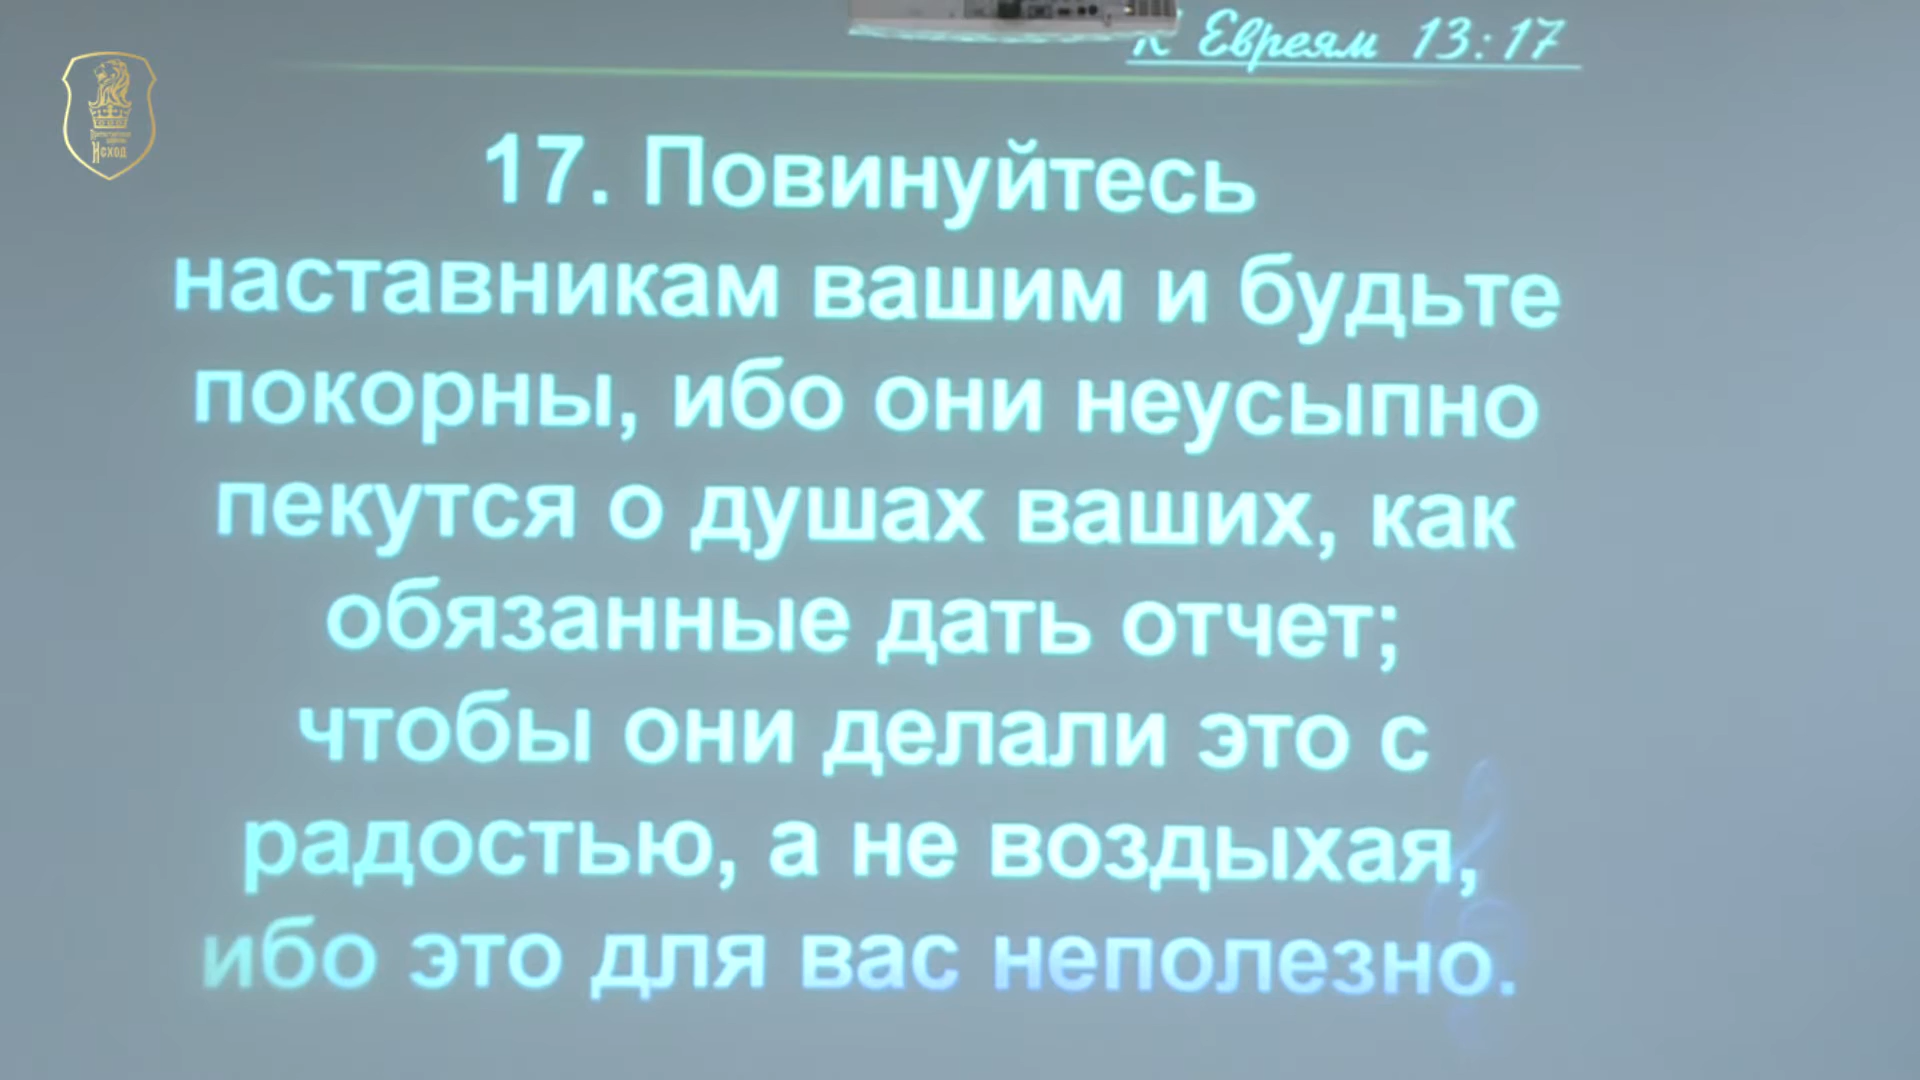 К Евреям 13:17
Исход
17. Повинуйтесь
наставникам вашим и будьте
покорны, ибо они неусыпно
пекутся о душах ваших, как
обязанные дать отчет;
чтобы они делали это с
радостью, а не воздыхая,
ибо это для вас неполезно.